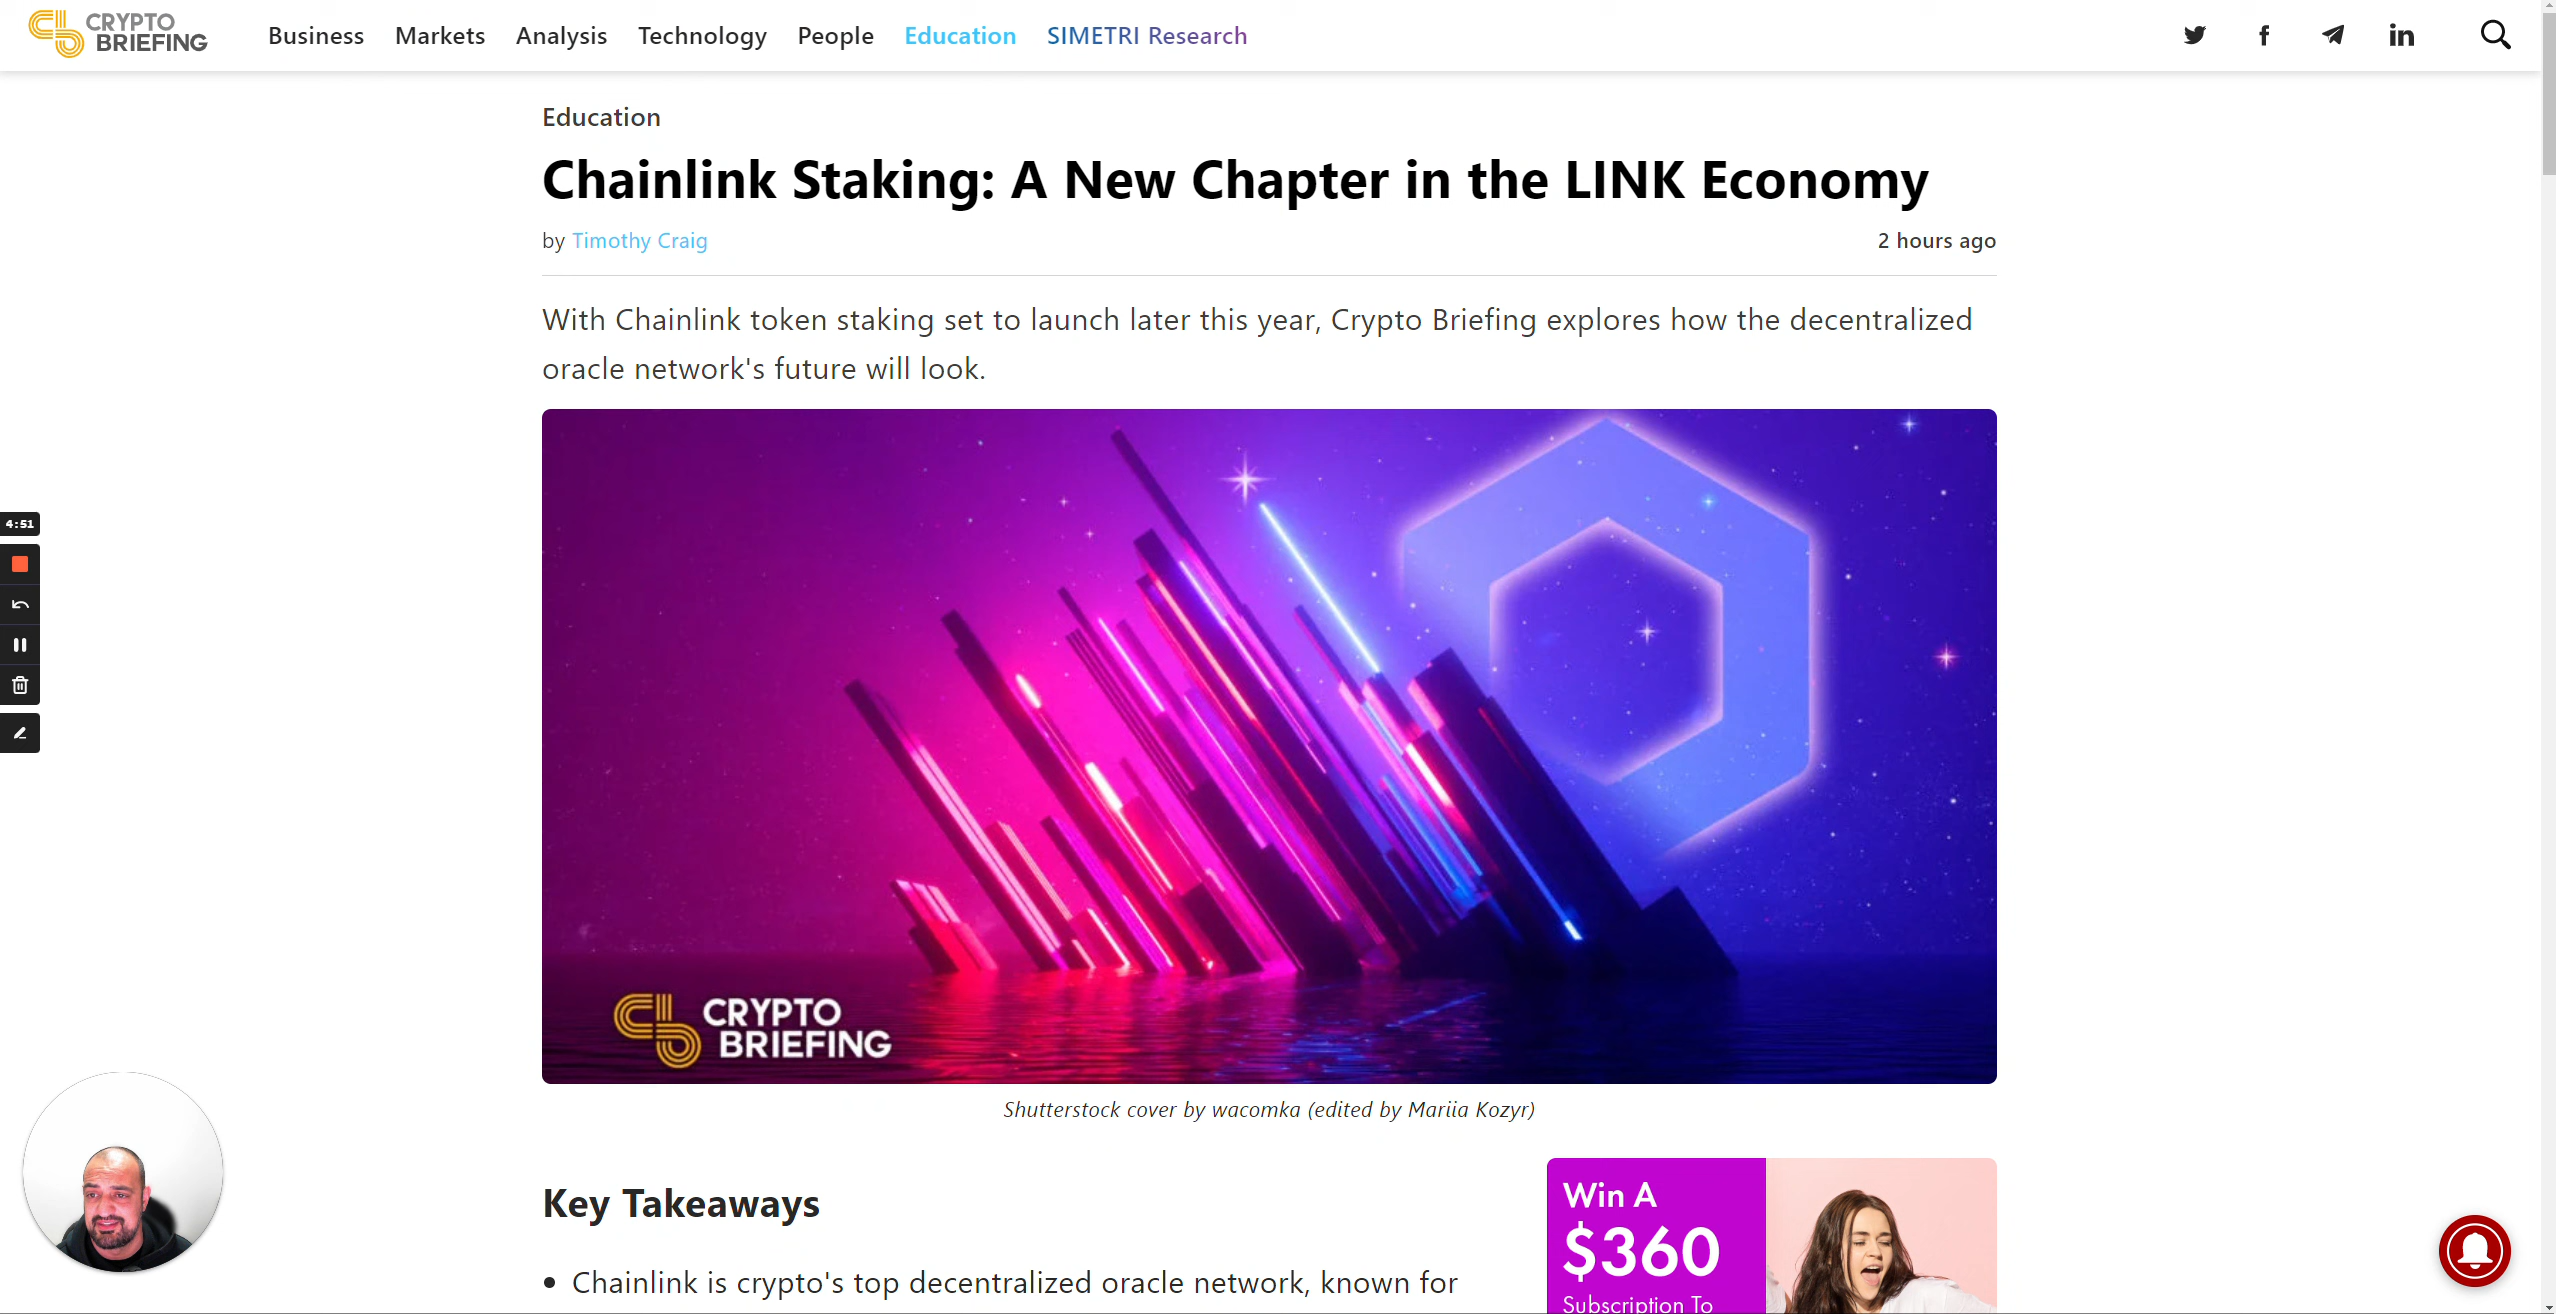 CRYPTO
BRIEFING
Business Markets Analysis Technology People Education SIMETRI Research
Education
Chainlink Staking: A New Chapter in the LINK Economy
by Timothy Craig
2 hours ago
With Chainlink token staking set to launch later this year, Crypto Briefing explores how the decentralized
oracle network's future will look.
4:51
CRYPTO
BRIEFING
Shutterstock cover by wacomka (edited by Mariia Kozyr)
Key Takeaways
• Chainlink is crypto's top decentralized oracle network, known for
Win A
$360
Subscription To